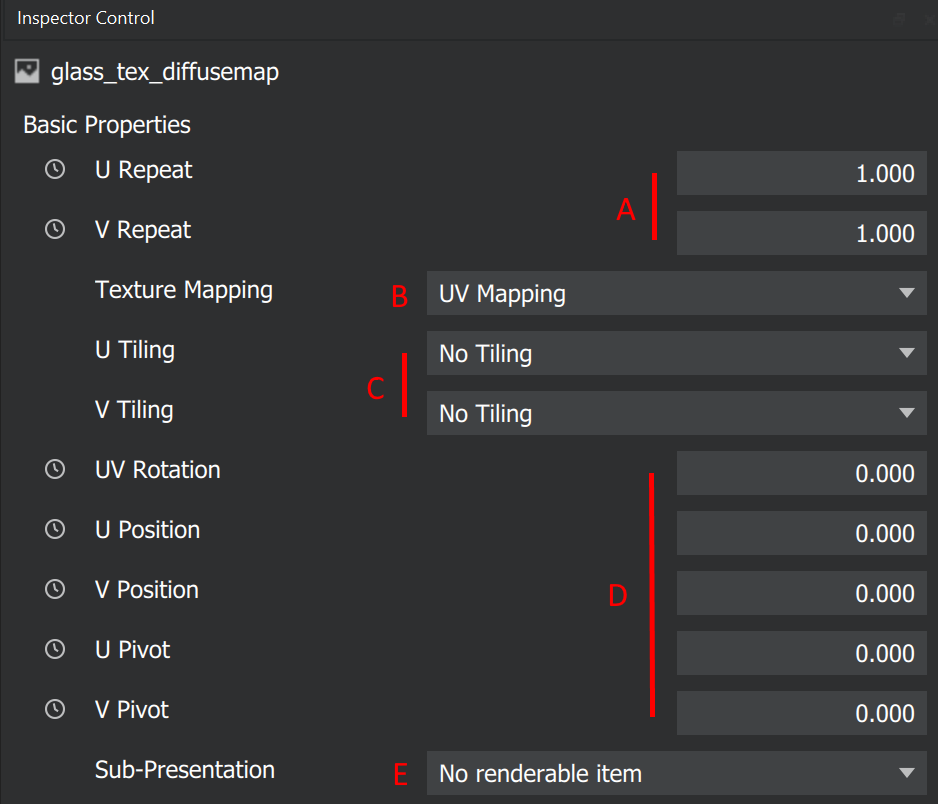 Inspector Control
glass_tex_diffusemap
Basic Properties
U Repeat 1.000
A
V Repeat 1.000
Texture Mapping B UV Mapping
U Tiling No Tiling
C
V Tiling No Tiling
UV Rotation 0.000
U Position 0.000
V Position D 0.000
U Pivot 0.000
V Pivot 0.000
Sub-Presentation E No renderable item